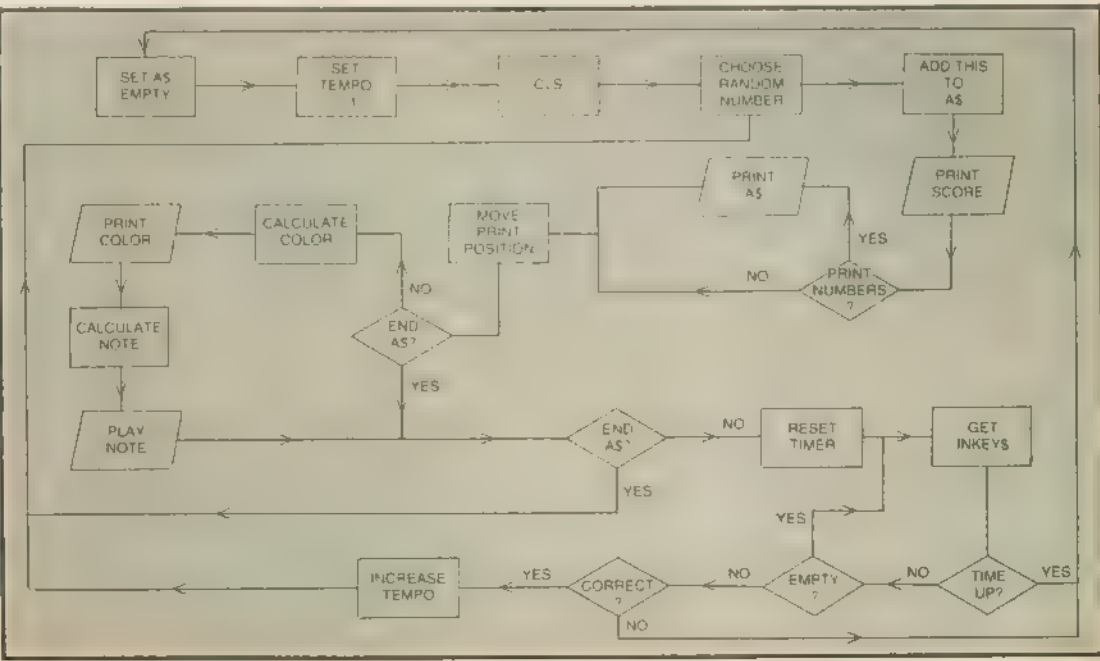 SET AS
EMPTY
SET
TEMPO
1
CLS
CHOOSE
RANDOM
NUMBER
ADD THIS
TO
A$
PRINT
COLOR
CALCULATE
COLOR
MOVE
PRINT
POSITION
PRINT
A$
PRINT
SCORE
YES
NO
PRINT
NUMBERS
?
NO
CALCULATE
NOTE
END
A$?
YES
PLAY
NOTE
END
A$?
NO
RESET
TIMER
GET
INKEY$
YES
YES
INCREASE
TEMPO
YES
CORRECT
?
NO
EMPTY
?
NO
TIME
UP?
YES
NO